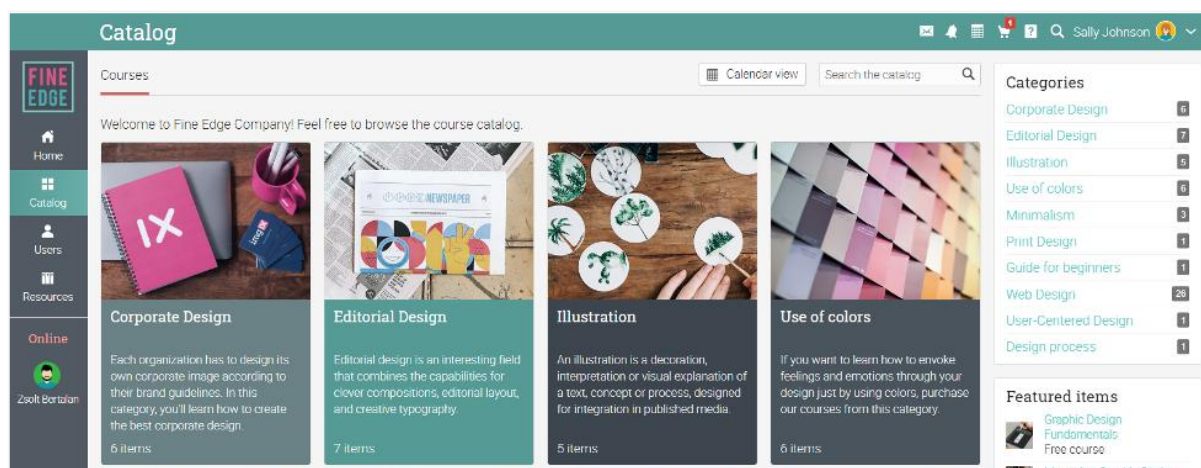 Catalog
1
Sally Johnson
FINE
EDGE
Home
Catalog
Users
Resources
Online
Zsolt Bertalan
Courses
Calendar view
Search the catalog
Welcome to Fine Edge Company! Feel free to browse the course catalog.
IX
img
NEWSPAPER
Corporate Design
Each organization has to design its
own corporate image according to
their brand guidelines. In this
category, you'll learn how to create
the best corporate design.
6 items
Editorial Design
Editorial design is an interesting field
that combines the capabilities for
clever compositions, editorial layout,
and creative typography.
7 items
Illustration
An illustration is a decoration,
interpretation or visual explanation of
a text, concept or process, designed
for integration in published media.
5 items
Use of colors
If you want to learn how to envoke
feelings and emotions through your
design just by using colors, purchase
our courses from this category.
6 items
Categories
Corporate Design 6
Editorial Design 7
Illustration 5
Use of colors 6
Minimalism 3
Print Design 1
Guide for beginners 1
Web Design 26
User-Centered Design 1
Design process 1
Featured items
Graphic Design
Fundamentals
Free course